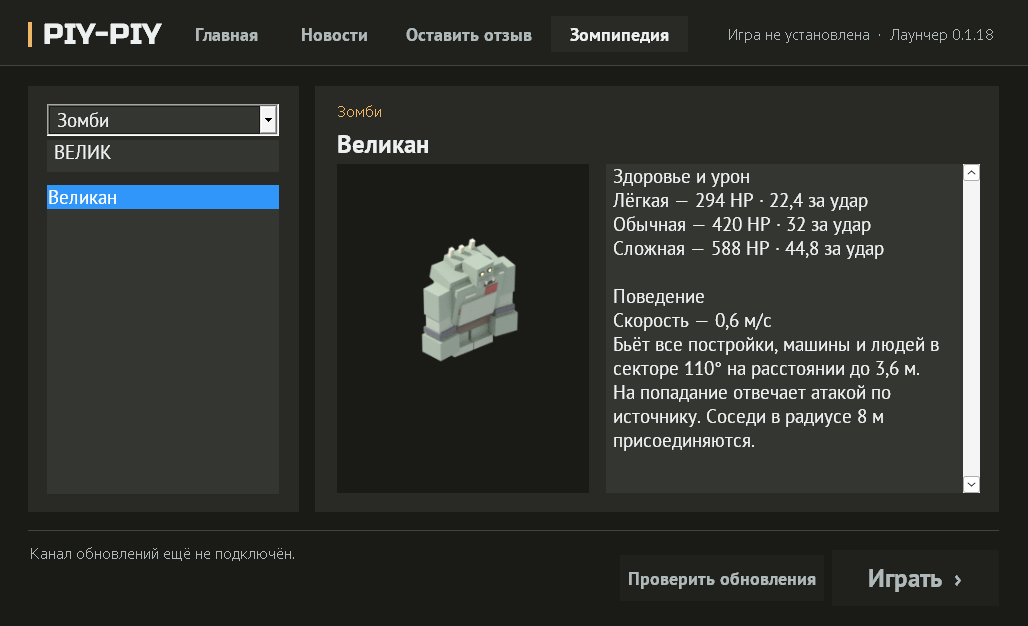 PIY-PIY
Главная
Новости
Оставить отзыв
Зомпипедия
Игра не установлена · Лаунчер 0.1.18
Зомби
ВЕЛИК
Великан
Зомби
Великан
Здоровье и урон
Лёгкая — 294 HP · 22,4 за удар
Обычная — 420 HP · 32 за удар
Сложная — 588 HP · 44,8 за удар
Поведение
Скорость — 0,6 м/с
Бьёт все постройки, машины и людей в
секторе 110° на расстоянии до 3,6 м.
На попадание отвечает атакой по
источнику. Соседи в радиусе 8 м
присоединяются.
Канал обновлений ещё не подключён.
Проверить обновления
Играть ›